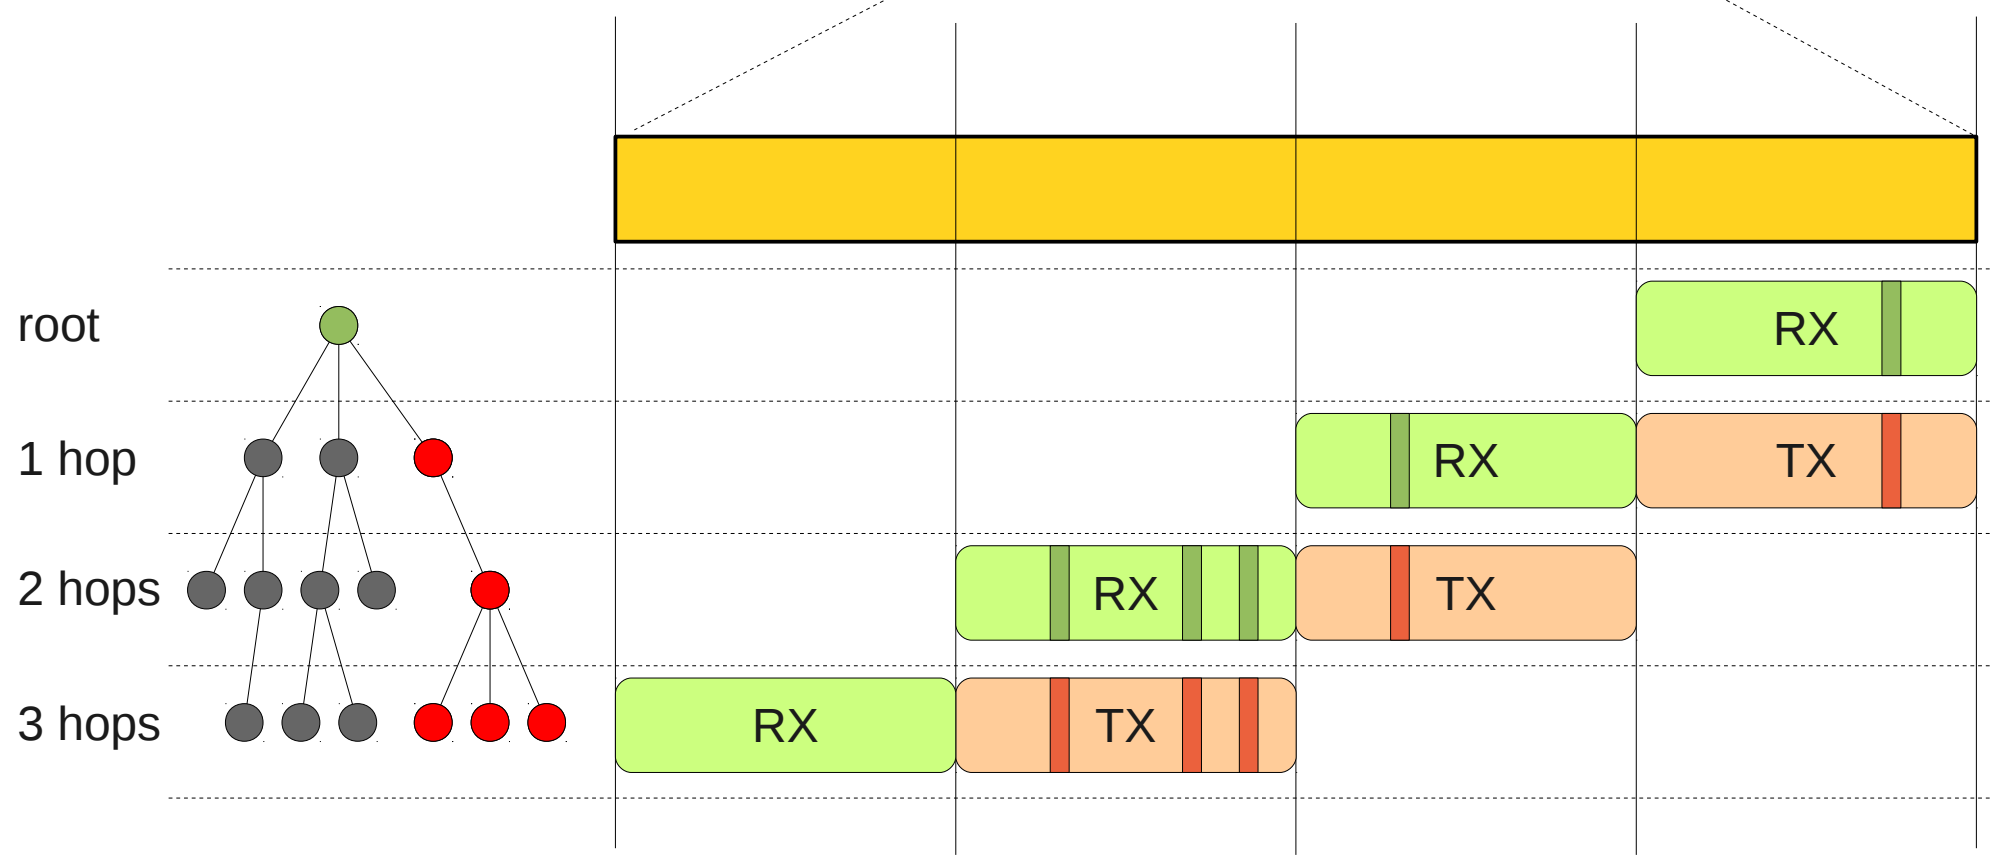 root
RX
1 hop
RX
TX
2 hops
RX
TX
3 hops
RX
TX